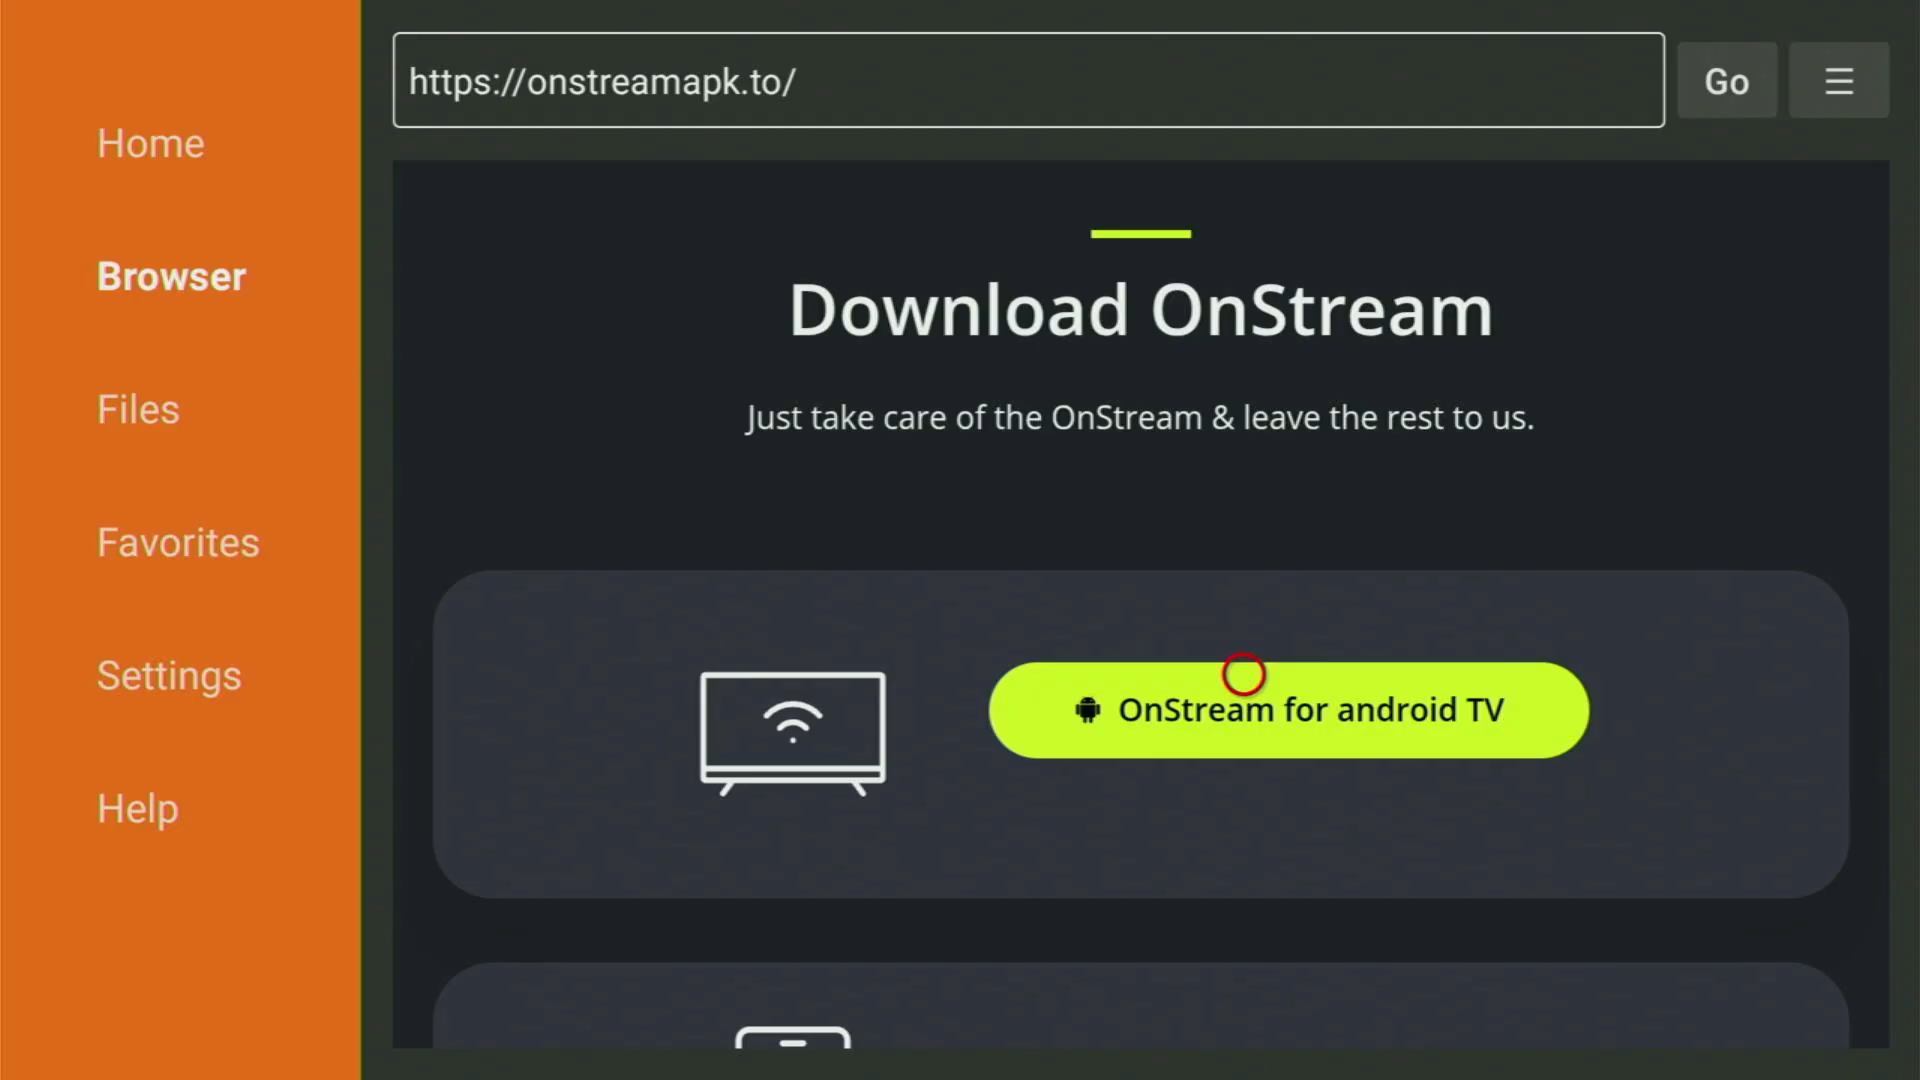 Home
Browser
Files
Favorites
Settings
Help
https://onstreamapk.to/
Go
Download OnStream
Just take care of the OnStream & leave the rest to us.
OnStream for android TV